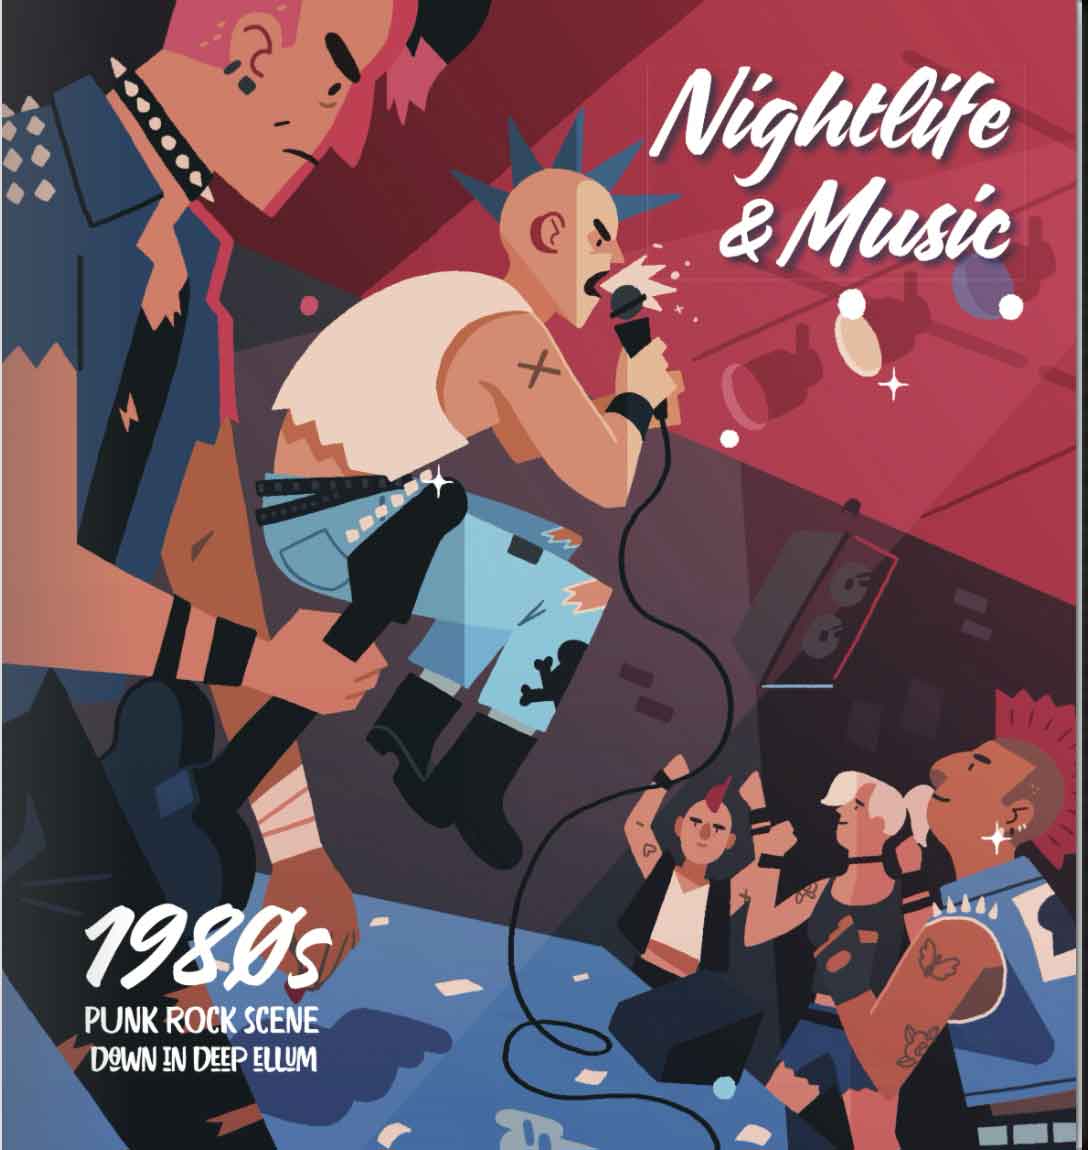 Nightlife
& Music
1980s
PUNK ROCK SCENE
DOWN IN DEEP ELLUM